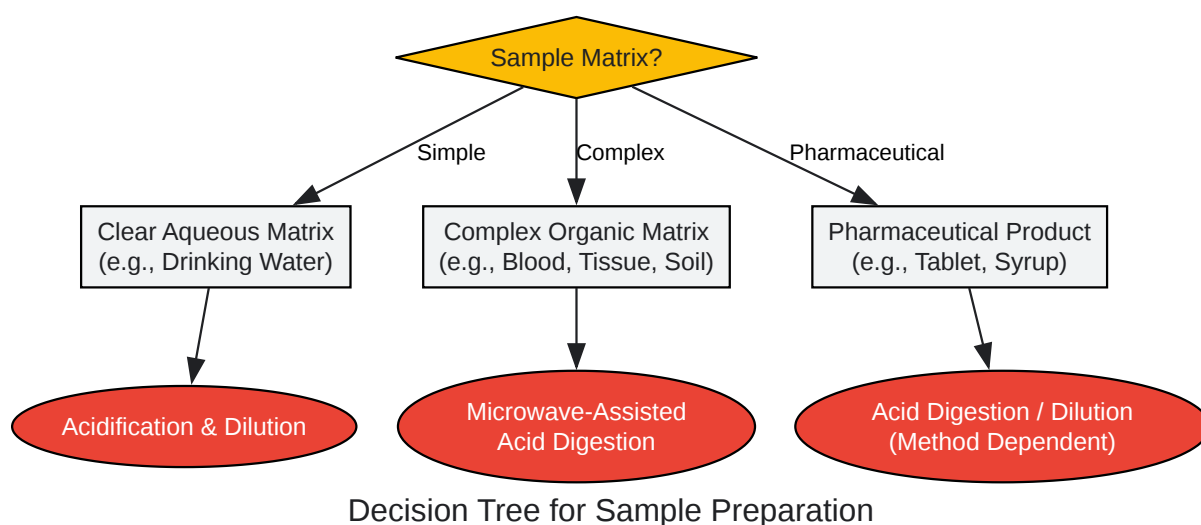 Sample Matrix?
Simple
Complex
Pharmaceutical
Clear Aqueous Matrix
(e.g., Drinking Water)
Complex Organic Matrix
(e.g., Blood, Tissue, Soil)
Pharmaceutical Product
(e.g., Tablet, Syrup)
Acidification & Dilution
Microwave-Assisted
Acid Digestion
Acid Digestion / Dilution
(Method Dependent)
Decision Tree for Sample Preparation